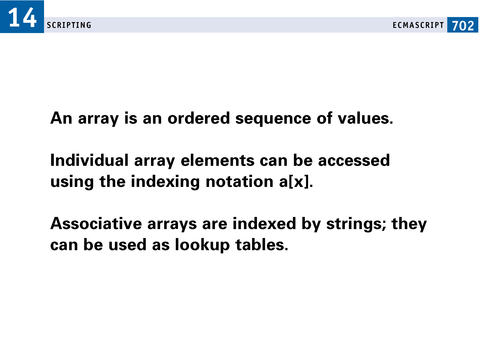 14
SCRIPTING
ECMASCRIPT 702
An array is an ordered sequence of values.
Individual array elements can be accessed
using the indexing notation a[x].
Associative arrays are indexed by strings; they
can be used as lookup tables.